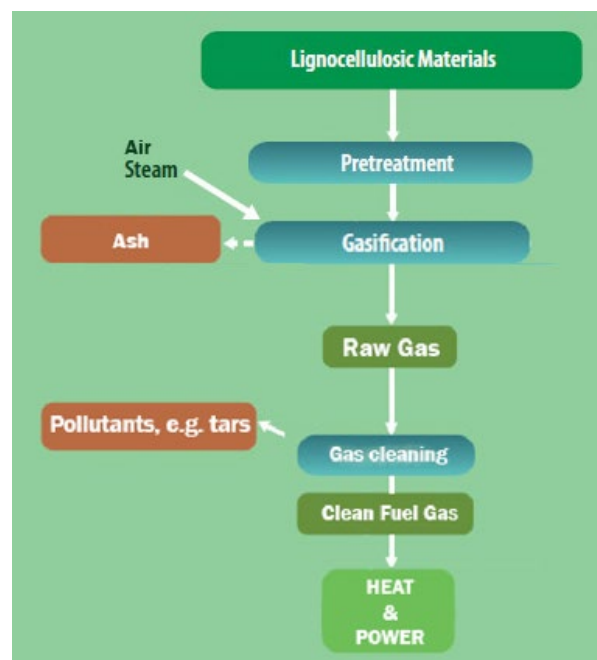 Lignocellulosic Materials
Air
Steam
Pretreatment
Ash
Gasification
Raw Gas
Pollutants, e.g. tars
Gas cleaning
Clean Fuel Gas
HEAT
&
POWER